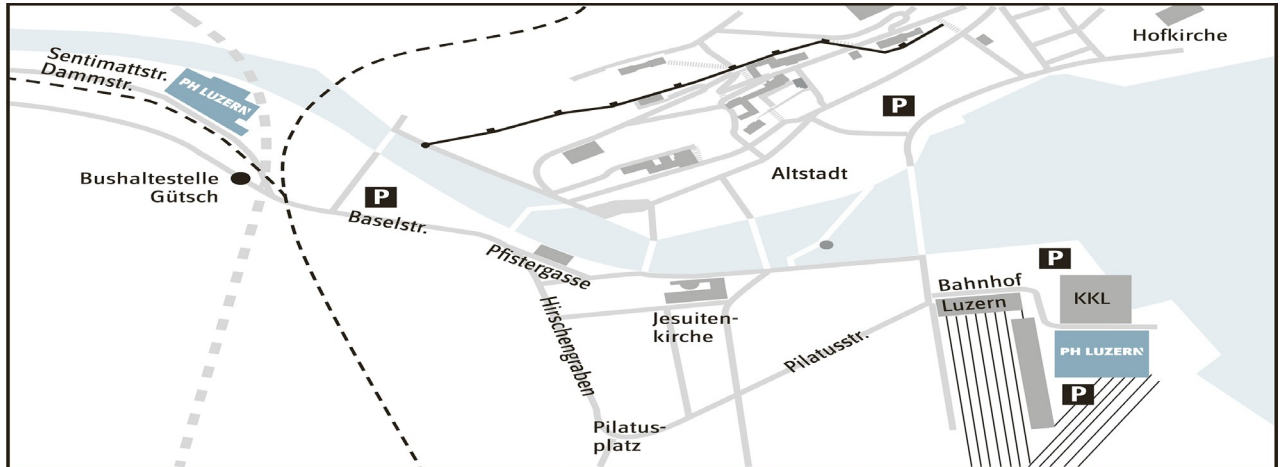 Sentimattstr.
Dammstr.
PH LUZERN
Bushaltestelle
Gütsch
P
Baselstr.
Pfistergasse
Hirschengraben
Jesuiten-
kirche
Pilatus-
platz
Pilatusstr.
Altstadt
P
Hofkirche
P
Bahnhof
Luzern
KKL
PH LUZERN
P